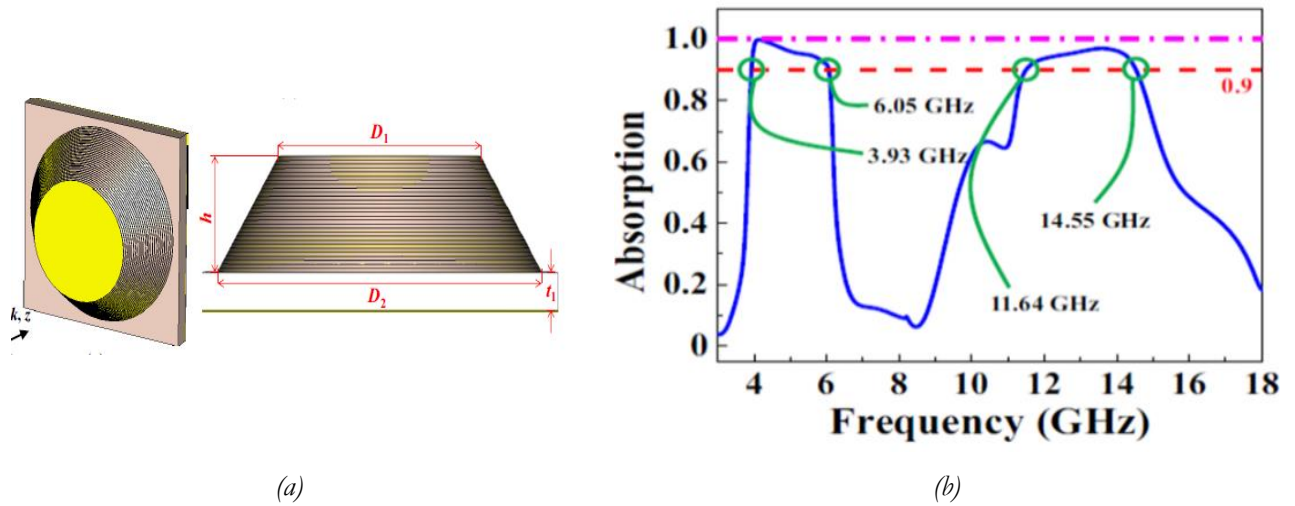 D₁
h
D₂
t₁
k, z
(a)
1.0
0.8
0.6
0.4
0.2
0
Absorption
0.9
6.05 GHz
3.93 GHz
14.55 GHz
11.64 GHz
4 6 8 10 12 14 16 18
Frequency (GHz)
(b)